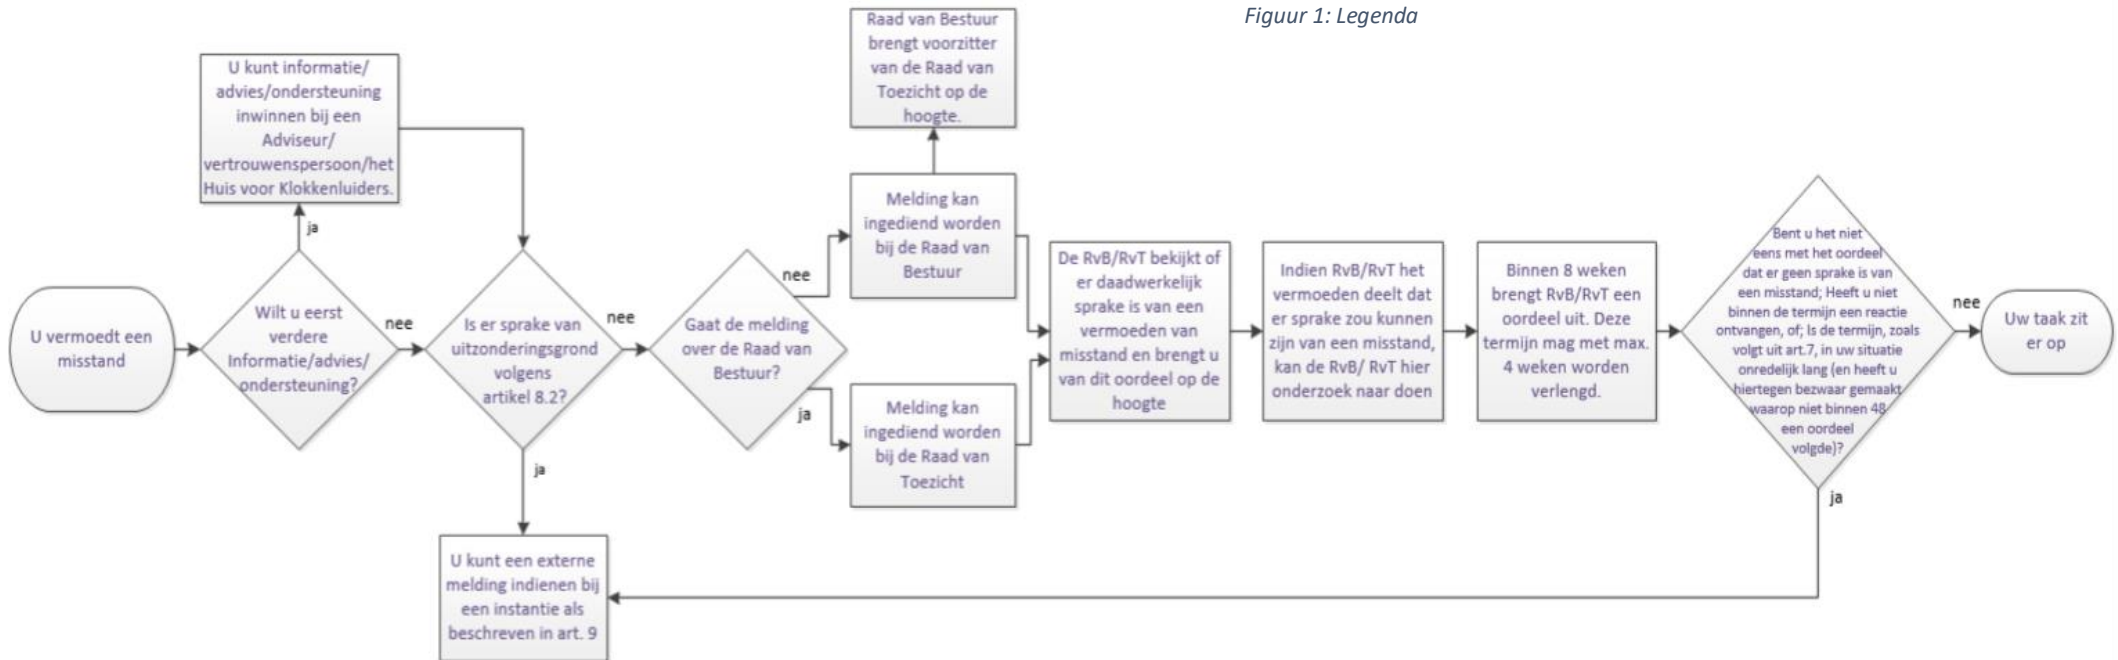 Figuur 1: Legenda
Raad van Bestuur
brengt voorzitter
van de Raad van
Toezicht op de
hoogte.
U kunt informatie/
advies/ondersteuning
inwinnen bij een
Adviseur/
vertrouwenspersoon/het
Huis voor Klokkenluiders.
ja
U vermoedt een
misstand
Wilt u eerst
verdere
Informatie/advies/
ondersteuning?
nee
Is er sprake van
uitzonderingsgrond
volgens
artikel 8.2?
nee
ja
U kunt een externe
melding indienen bij
een instantie als
beschreven in art. 9
Gaat de melding
over de Raad van
Bestuur?
nee
ja
Melding kan
ingediend worden
bij de Raad van
Bestuur
Melding kan
ingediend worden
bij de Raad van
Toezicht
De RvB/RvT bekijkt of
er daadwerkelijk
sprake is van een
vermoeden van
misstand en brengt u
van dit oordeel op de
hoogte
Indien RvB/RvT het
vermoeden deelt dat
er sprake zou kunnen
zijn van een misstand,
kan de RvB/ RvT hier
onderzoek naar doen
Binnen 8 weken
brengt RvB/RvT een
oordeel uit. Deze
termijn mag met max.
4 weken worden
verlengd.
Bent u het niet
eens met het oordeel
dat er geen sprake is van
een misstand; Heeft u niet
binnen de termijn een reactie
ontvangen, of; Is de termijn, zoals
volgt uit art.7, in uw situatie
onredelijk lang (en heeft u
hiertegen bezwaar gemaakt
waarop niet binnen 48
een oordeel
volgde)?
nee
ja
Uw taak zit
er op